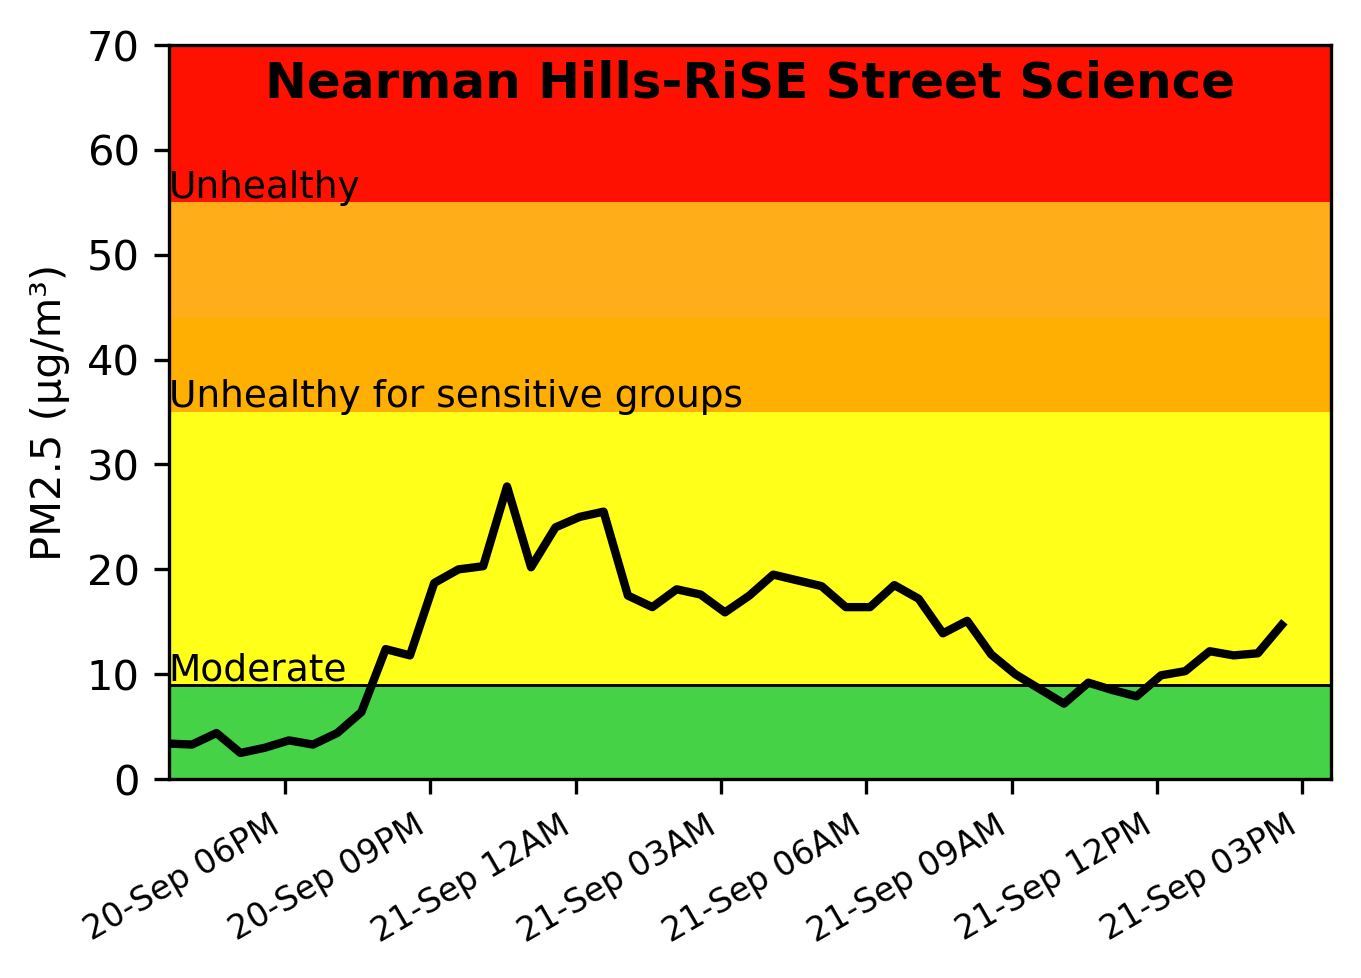 Nearman Hills-RiSE Street Science
PM2.5 (µg/m³)
70
60
50
40
30
20
10
0
Unhealthy
Unhealthy for sensitive groups
Moderate
20-Sep 06PM
20-Sep 09PM
21-Sep 12AM
21-Sep 03AM
21-Sep 06AM
21-Sep 09AM
21-Sep 12PM
21-Sep 03PM